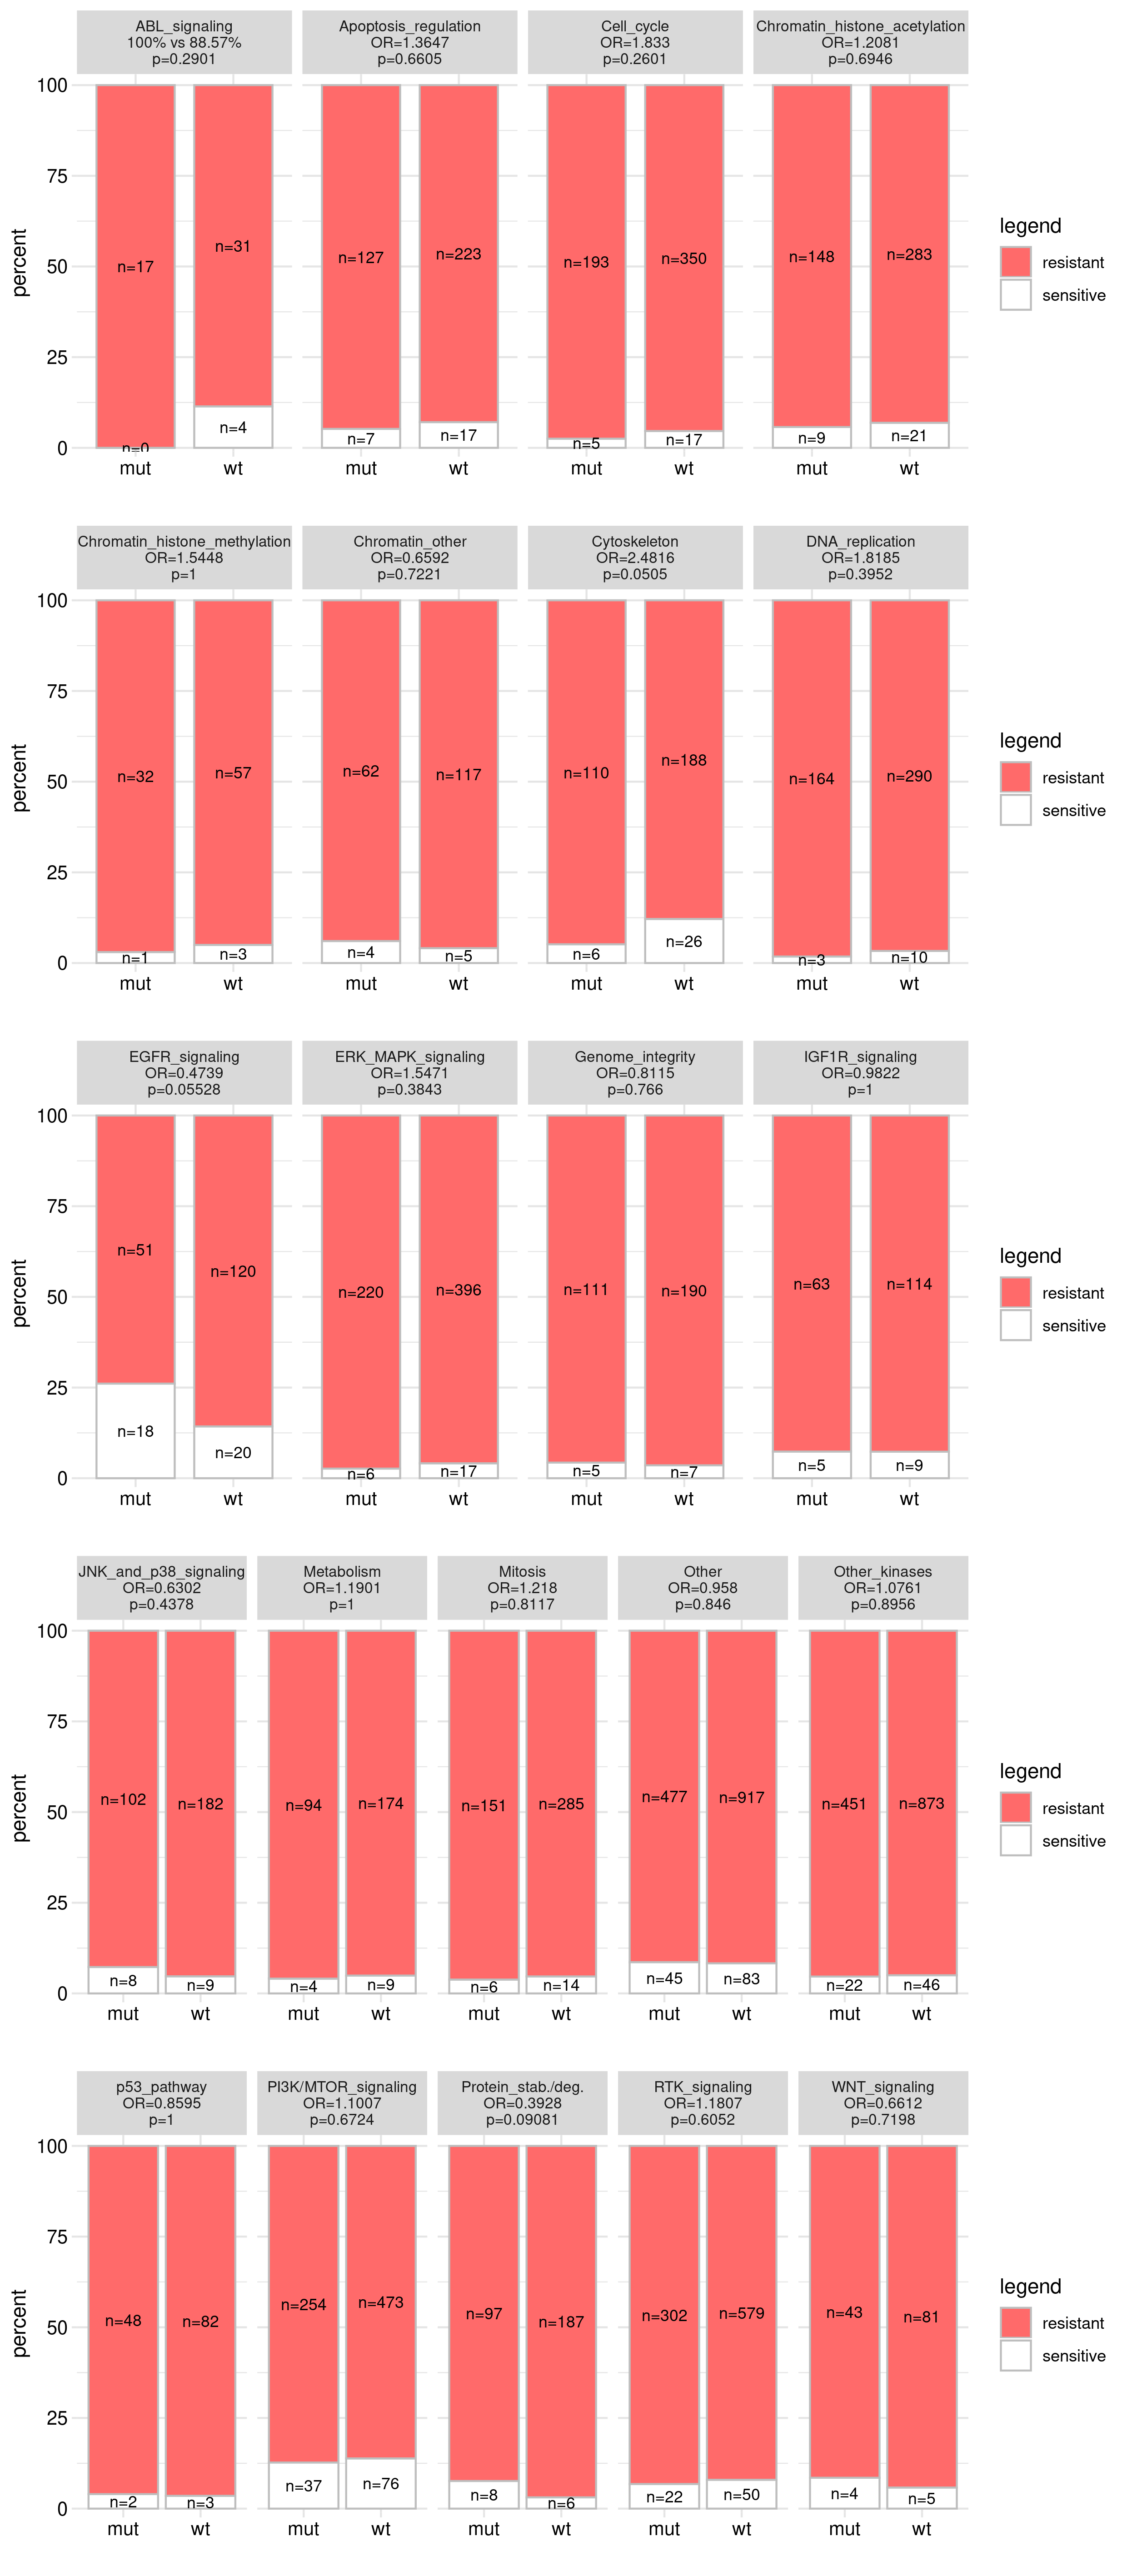 ABL_signaling
100% vs 88.57%
p=0.2901
Apoptosis_regulation
OR=1.3647
p=0.6605
Cell_cycle
OR=1.833
p=0.2601
Chromatin_histone_acetylation
OR=1.2081
p=0.6946
percent
100
75
50
25
0
n=17
n=0
n=31
n=4
n=127
n=7
n=223
n=17
n=193
n=5
n=350
n=17
n=148
n=9
n=283
n=21
mut
wt
mut
wt
mut
wt
mut
wt
legend
resistant
sensitive
Chromatin_histone_methylation
OR=1.5448
p=1
Chromatin_other
OR=0.6592
p=0.7221
Cytoskeleton
OR=2.4816
p=0.0505
DNA_replication
OR=1.8185
p=0.3952
percent
100
75
50
25
0
n=32
n=1
n=57
n=3
n=62
n=4
n=117
n=5
n=110
n=6
n=188
n=26
n=164
n=3
n=290
n=10
mut
wt
mut
wt
mut
wt
mut
wt
legend
resistant
sensitive
EGFR_signaling
OR=0.4739
p=0.05528
ERK_MAPK_signaling
OR=1.5471
p=0.3843
Genome_integrity
OR=0.8115
p=0.766
IGF1R_signaling
OR=0.9822
p=1
percent
100
75
50
25
0
n=51
n=18
n=120
n=20
n=220
n=6
n=396
n=17
n=111
n=5
n=190
n=7
n=63
n=5
n=114
n=9
mut
wt
mut
wt
mut
wt
mut
wt
legend
resistant
sensitive
JNK_and_p38_signaling
OR=0.6302
p=0.4378
Metabolism
OR=1.1901
p=1
Mitosis
OR=1.218
p=0.8117
Other
OR=0.958
p=0.846
Other_kinases
OR=1.0761
p=0.8956
percent
100
75
50
25
0
n=102
n=8
n=182
n=9
n=94
n=4
n=174
n=9
n=151
n=6
n=285
n=14
n=477
n=45
n=917
n=83
n=451
n=22
n=873
n=46
mut
wt
mut
wt
mut
wt
mut
wt
mut
wt
legend
resistant
sensitive
p53_pathway
OR=0.8595
p=1
PI3K/MTOR_signaling
OR=1.1007
p=0.6724
Protein_stab./deg.
OR=0.3928
p=0.09081
RTK_signaling
OR=1.1807
p=0.6052
WNT_signaling
OR=0.6612
p=0.7198
percent
100
75
50
25
0
n=48
n=2
n=82
n=3
n=254
n=37
n=473
n=76
n=97
n=8
n=187
n=6
n=302
n=22
n=579
n=50
n=43
n=4
n=81
n=5
mut
wt
mut
wt
mut
wt
mut
wt
mut
wt
legend
resistant
sensitive